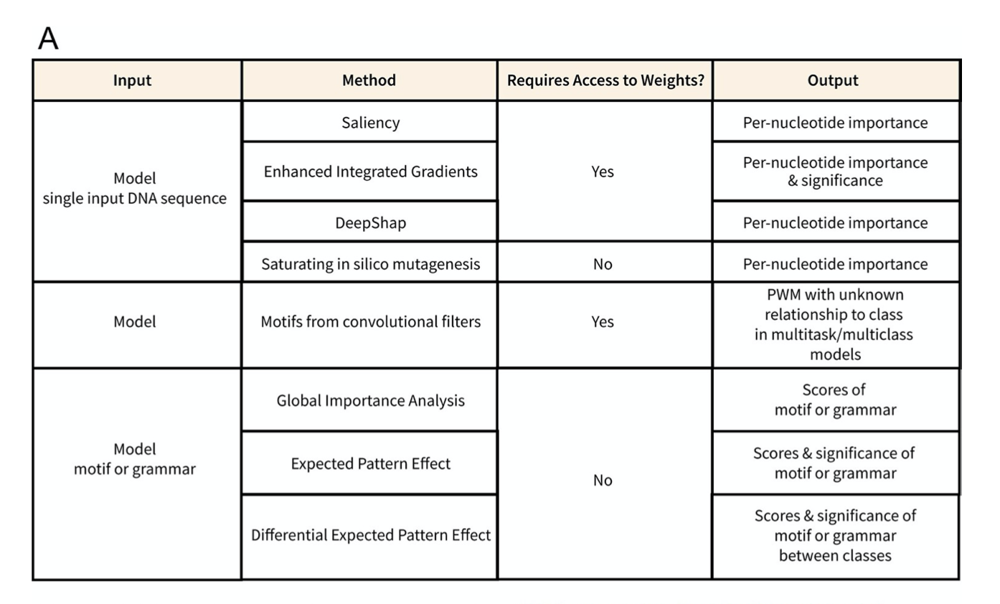 A
Input
Method
Requires Access to Weights?
Output
Model
single input DNA sequence
Saliency
Yes
Per-nucleotide importance
Enhanced Integrated Gradients
Per-nucleotide importance
& significance
DeepShap
Per-nucleotide importance
Saturating in silico mutagenesis
No
Per-nucleotide importance
Model
Motifs from convolutional filters
Yes
PWM with unknown
relationship to class
in multitask/multiclass
models
Model
motif or grammar
Global Importance Analysis
No
Scores of
motif or grammar
Expected Pattern Effect
Scores & significance of
motif or grammar
Differential Expected Pattern Effect
Scores & significance of
motif or grammar
between classes